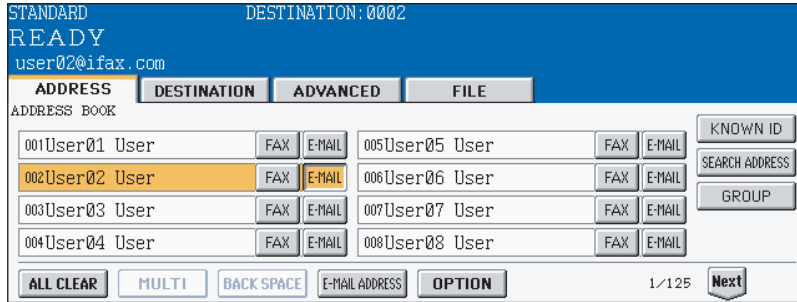 STANDARD DESTINATION:0002
READY
user02@ifax.com
ADDRESS DESTINATION ADVANCED FILE
ADDRESS BOOK
001User01 User FAX E-MAIL 005User05 User FAX E-MAIL KNOWN ID
002User02 User FAX E-MAIL 006User06 User FAX E-MAIL SEARCH ADDRESS
003User03 User FAX E-MAIL 007User07 User FAX E-MAIL GROUP
004User04 User FAX E-MAIL 008User08 User FAX E-MAIL
ALL CLEAR MULTI BACK SPACE E-MAIL ADDRESS OPTION 1/125 Next